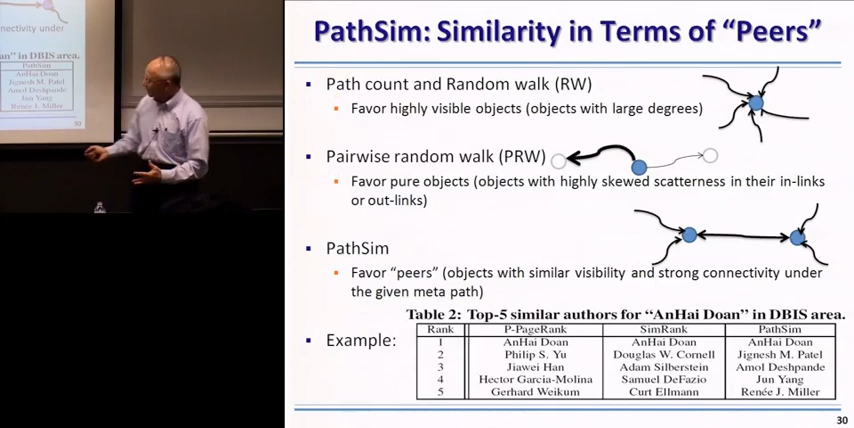 nectivity under
an" in DBIS area.
PathSim
AnHai Doan
Jignesh M. Patel
Amol Deshpande
Jun Yang
Renée J. Miller
30
PathSim: Similarity in Terms of “Peers”
Path count and Random walk (RW)
Favor highly visible objects (objects with large degrees)
Pairwise random walk (PRW)
Favor pure objects (objects with highly skewed scatterness in their in-links
or out-links)
PathSim
Favor “peers” (objects with similar visibility and strong connectivity under
the given meta path)
Example:
Table 2: Top-5 similar authors for “AnHai Doan” in DBIS area.
Rank P-PageRank SimRank PathSim
1 AnHai Doan AnHai Doan AnHai Doan
2 Philip S. Yu Douglas W. Cornell Jignesh M. Patel
3 Jiawei Han Adam Silberstein Amol Deshpande
4 Hector Garcia-Molina Samuel DeFazio Jun Yang
5 Gerhard Weikum Curt Ellmann Renée J. Miller
30